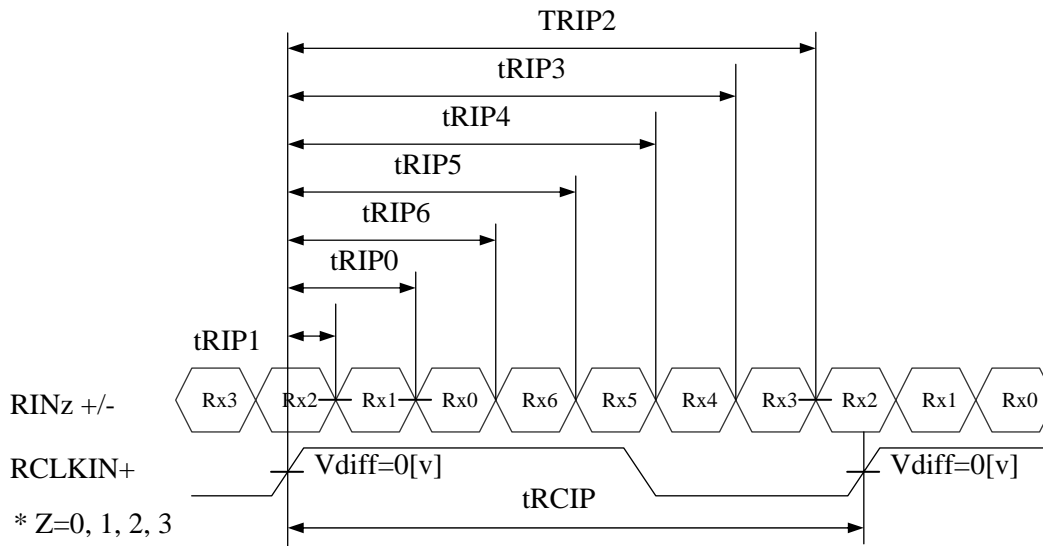 TRIP2
tRIP3
tRIP4
tRIP5
tRIP6
tRIP0
tRIP1
RINz +/- Rx3 Rx2 Rx1 Rx0 Rx6 Rx5 Rx4 Rx3 Rx2 Rx1 Rx0
RCLKIN+ Vdiff=0[v] Vdiff=0[v]
tRCIP
* Z=0, 1, 2, 3